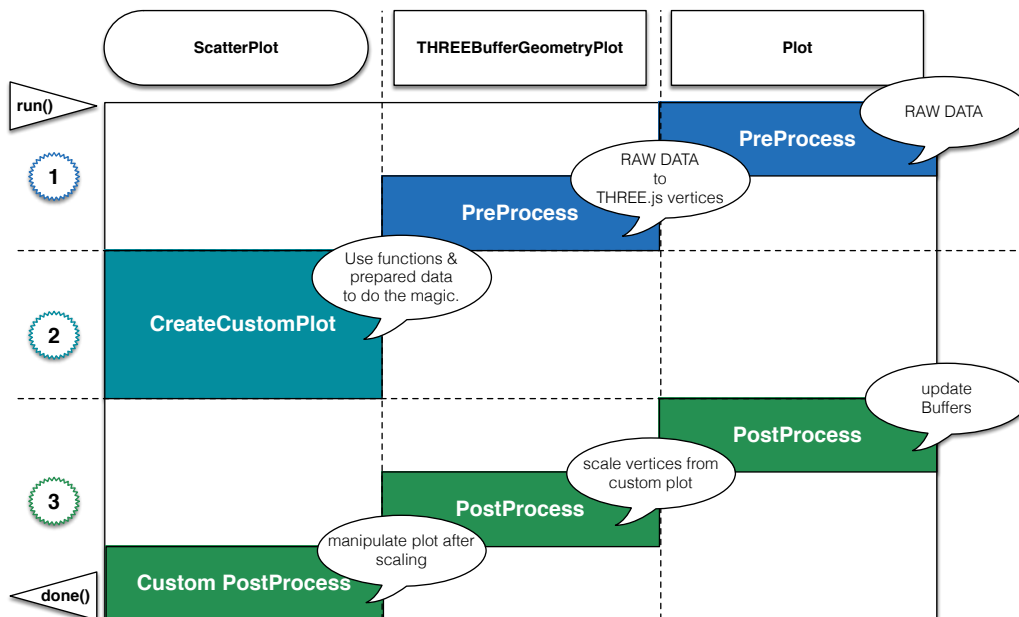 ScatterPlot
THREEBufferGeometryPlot
Plot
run()
RAW DATA
PreProcess
1
RAW DATA
to
THREE.js vertices
PreProcess
Use functions &
prepared data
to do the magic.
CreateCustomPlot
2
update
Buffers
PostProcess
scale vertices from
custom plot
3
PostProcess
manipulate plot after
scaling
Custom PostProcess
done()